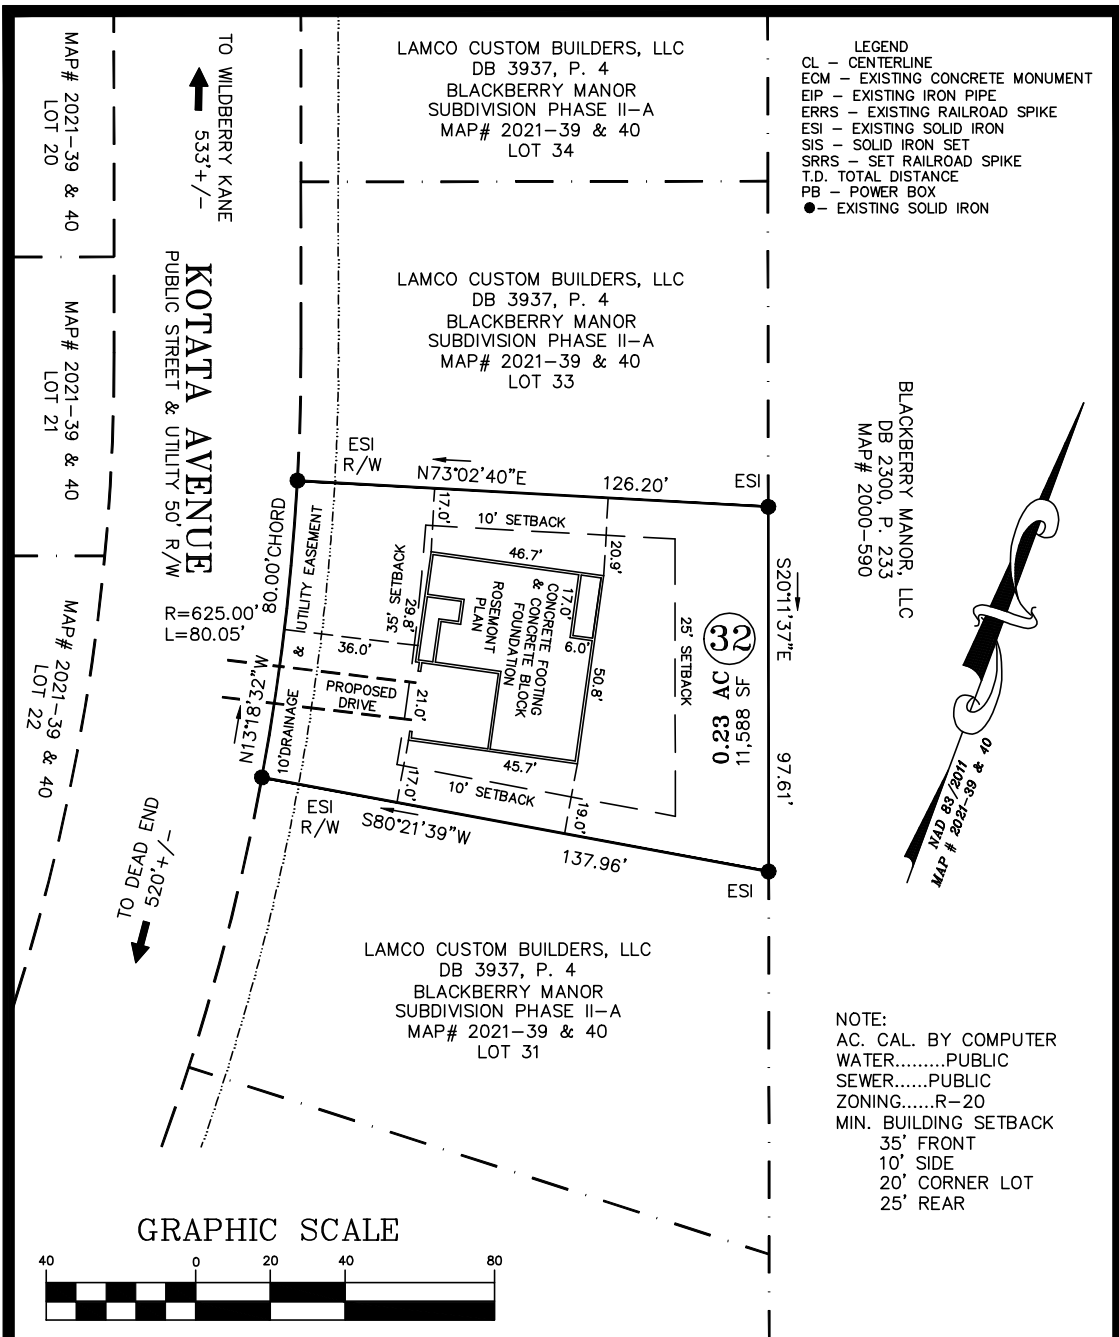 LEGEND
CL – CENTERLINE
ECM – EXISTING CONCRETE MONUMENT
EIP – EXISTING IRON PIPE
ERRS – EXISTING RAILROAD SPIKE
ESI – EXISTING SOLID IRON
SIS – SOLID IRON SET
SRRS – SET RAILROAD SPIKE
T.D. TOTAL DISTANCE
PB – POWER BOX
●– EXISTING SOLID IRON
LAMCO CUSTOM BUILDERS, LLC
DB 3937, P. 4
BLACKBERRY MANOR
SUBDIVISION PHASE II–A
MAP# 2021–39 & 40
LOT 34
TO WILDBERRY KANE
533'+/–
MAP# 2021–39 & 40
LOT 20
MAP# 2021–39 & 40
LOT 21
MAP# 2021–39 & 40
LOT 22
KOTATA AVENUE
PUBLIC STREET & UTILITY 50' R/W
LAMCO CUSTOM BUILDERS, LLC
DB 3937, P. 4
BLACKBERRY MANOR
SUBDIVISION PHASE II–A
MAP# 2021–39 & 40
LOT 33
BLACKBERRY MANOR, LLC
DB 2300, P. 233
MAP# 2000–590
ESI
R/W
N73°02'40"E
126.20'
ESI
S20°11'37"E
97.61'
80.00'CHORD
N13°18'32"W
R=625.00'
L=80.05'
10'DRAINAGE & UTILITY EASEMENT
17.0'
10' SETBACK
20.9'
46.7'
35' SETBACK
29.8'
17.0'
6.0'
CONCRETE FOOTING
& CONCRETE BLOCK
FOUNDATION
ROSEMONT
PLAN
50.8'
25' SETBACK
32
0.23 AC
11,588 SF
36.0'
PROPOSED
DRIVE
21.0'
45.7'
17.0'
10' SETBACK
19.0'
ESI
R/W
S80°21'39"W
137.96'
ESI
NAD 83/2011
MAP # 2021–39 & 40
TO DEAD END
520'+/–
LAMCO CUSTOM BUILDERS, LLC
DB 3937, P. 4
BLACKBERRY MANOR
SUBDIVISION PHASE II–A
MAP# 2021–39 & 40
LOT 31
NOTE:
AC. CAL. BY COMPUTER
WATER.........PUBLIC
SEWER......PUBLIC
ZONING......R–20
MIN. BUILDING SETBACK
35' FRONT
10' SIDE
20' CORNER LOT
25' REAR
GRAPHIC SCALE
40 0 20 40 80